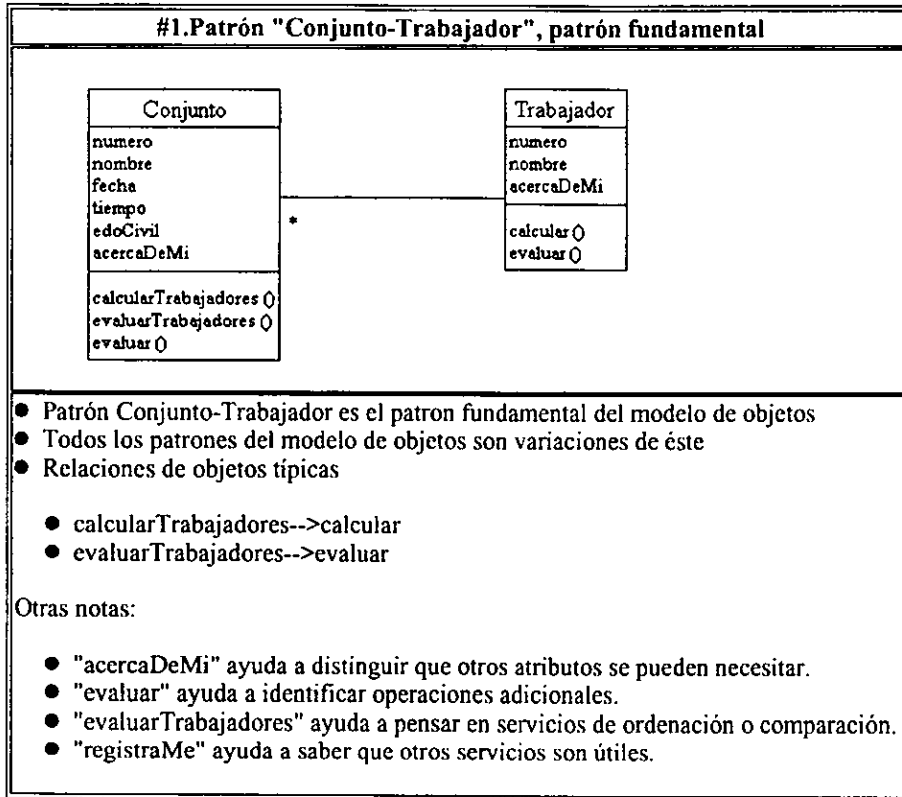 #1.Patrón "Conjunto-Trabajador", patrón fundamental
Conjunto
numero
nombre
fecha
tiempo
edoCivil
acercaDeMi
calcularTrabajadores ()
evaluarTrabajadores ()
evaluar ()
*
Trabajador
numero
nombre
acercaDeMi
calcular ()
evaluar ()
● Patrón Conjunto-Trabajador es el patron fundamental del modelo de objetos
● Todos los patrones del modelo de objetos son variaciones de éste
● Relaciones de objetos típicas
● calcularTrabajadores-->calcular
● evaluarTrabajadores-->evaluar
Otras notas:
● "acercaDeMi" ayuda a distinguir que otros atributos se pueden necesitar.
● "evaluar" ayuda a identificar operaciones adicionales.
● "evaluarTrabajadores" ayuda a pensar en servicios de ordenación o comparación.
● "registraMe" ayuda a saber que otros servicios son útiles.